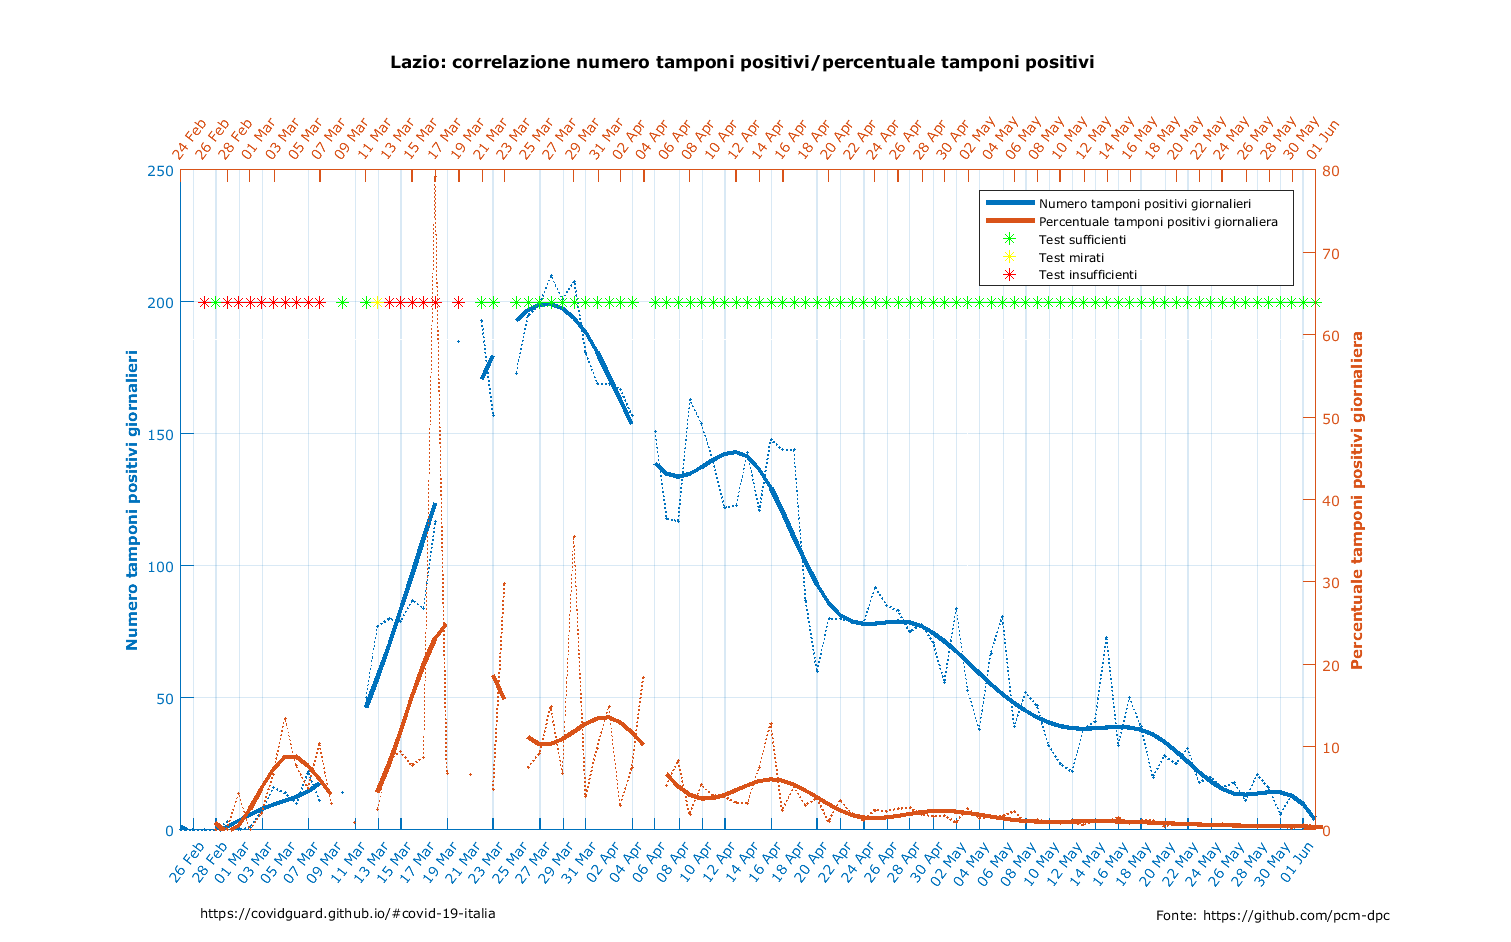 Lazio: correlazione numero tamponi positivi/percentuale tamponi positivi
24 Feb
26 Feb
28 Feb
01 Mar
03 Mar
05 Mar
07 Mar
09 Mar
11 Mar
13 Mar
15 Mar
17 Mar
19 Mar
21 Mar
23 Mar
25 Mar
27 Mar
29 Mar
31 Mar
02 Apr
04 Apr
06 Apr
08 Apr
10 Apr
12 Apr
14 Apr
16 Apr
18 Apr
20 Apr
22 Apr
24 Apr
26 Apr
28 Apr
30 Apr
02 May
04 May
06 May
08 May
10 May
12 May
14 May
16 May
18 May
20 May
22 May
24 May
26 May
28 May
30 May
01 Jun
250
200
150
100
50
0
Numero tamponi positivi giornalieri
Numero tamponi positivi giornalieri
Percentuale tamponi positivi giornaliera
Test sufficienti
Test mirati
Test insufficienti
80
70
60
50
40
30
20
10
0
Percentuale tamponi positivi giornaliera
26 Feb
28 Feb
01 Mar
03 Mar
05 Mar
07 Mar
09 Mar
11 Mar
13 Mar
15 Mar
17 Mar
19 Mar
21 Mar
23 Mar
25 Mar
27 Mar
29 Mar
31 Mar
02 Apr
04 Apr
06 Apr
08 Apr
10 Apr
12 Apr
14 Apr
16 Apr
18 Apr
20 Apr
22 Apr
24 Apr
26 Apr
28 Apr
30 Apr
02 May
04 May
06 May
08 May
10 May
12 May
14 May
16 May
18 May
20 May
22 May
24 May
26 May
28 May
30 May
01 Jun
https://covidguard.github.io/#covid-19-italia
Fonte: https://github.com/pcm-dpc